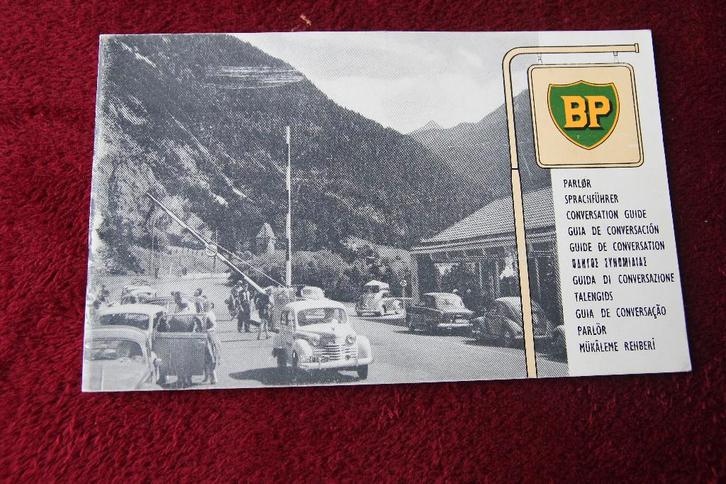 BP
PARLØR
SPRACHFÜHRER
CONVERSATION GUIDE
GUIA DE CONVERSACIÓN
GUIDE DE CONVERSATION
ΟΔΗΓΟΣ ΣΥΝΟΜΙΛΙΑΣ
GUIDA DI CONVERSAZIONE
TALENGIDS
GUIA DE CONVERSAÇÃO
PARLÖR
MÜKÂLEME REHBERİ